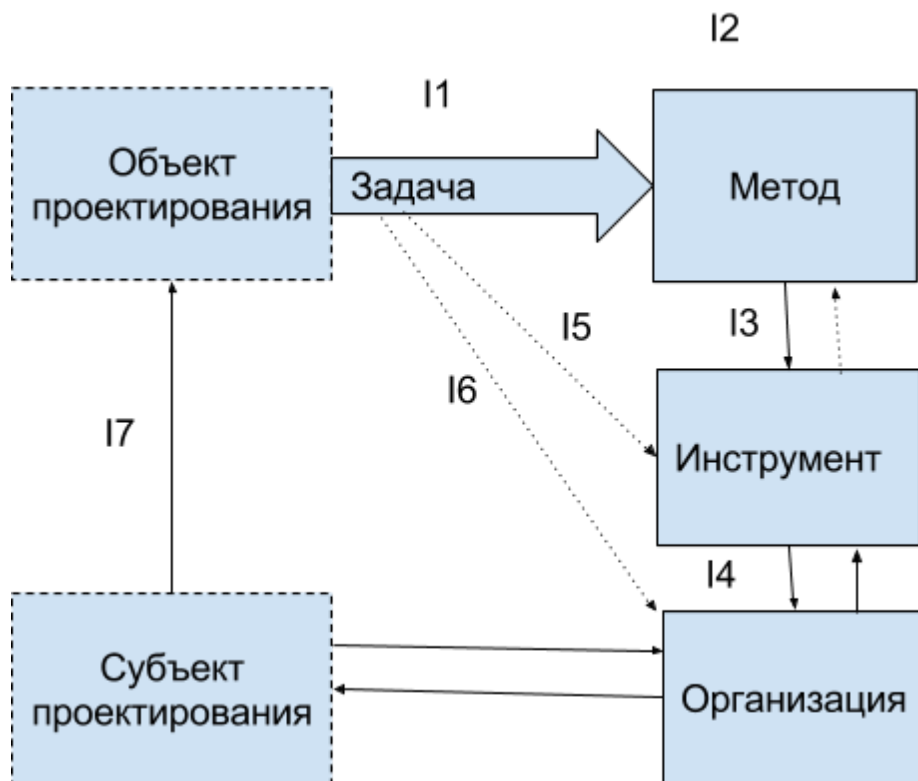 I2
I1
Объект
проектирования
Задача
Метод
I5
I3
I6
I7
Инструмент
I4
Субъект
проектирования
Организация